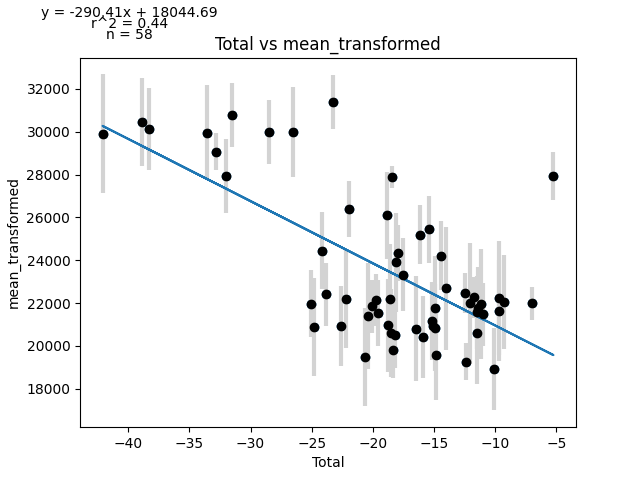 y = -290.41x + 18044.69
r^2 = 0.44
n = 58
Total vs mean_transformed
32000
30000
28000
26000
24000
22000
20000
18000
mean_transformed
−40 −35 −30 −25 −20 −15 −10 −5
Total